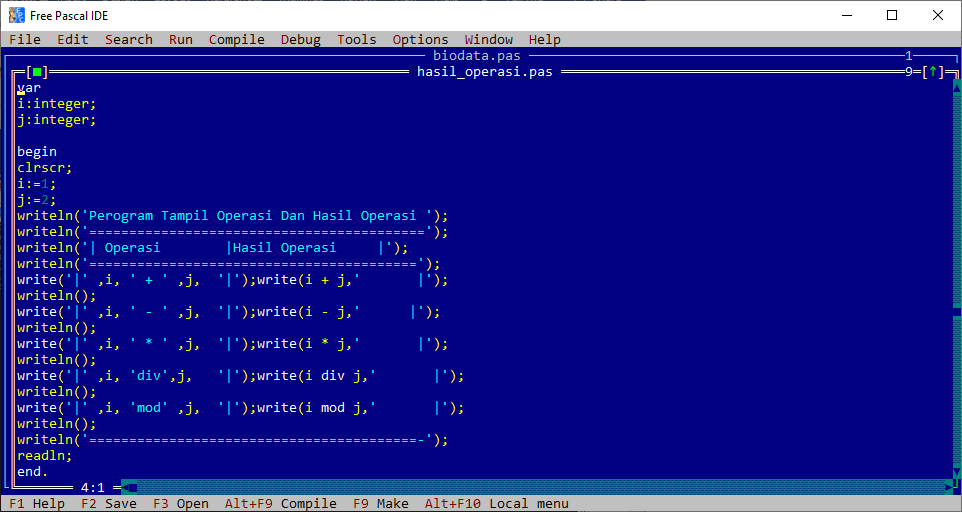 Free Pascal IDE
File Edit Search Run Compile Debug Tools Options Window Help
biodata.pas 1
[■] hasil_operasi.pas 9=[↑]
var
i:integer;
j:integer;
begin
clrscr;
i:=1;
j:=2;
writeln('Perogram Tampil Operasi Dan Hasil Operasi ');
writeln('==========================================');
writeln('| Operasi        |Hasil Operasi     |');
writeln('=========================================');
write('|' ,i, ' + ' ,j,  '|');write(i + j,'       |');
writeln();
write('|' ,i, ' - ' ,j,  '|');write(i - j,'      |');
writeln();
write('|' ,i, ' * ' ,j,  '|');write(i * j,'       |');
writeln();
write('|' ,i, 'div',j,   '|');write(i div j,'       |');
writeln();
write('|' ,i, 'mod' ,j,  '|');write(i mod j,'       |');
writeln();
writeln('=========================================-');
readln;
end.
4:1
F1 Help F2 Save F3 Open Alt+F9 Compile F9 Make Alt+F10 Local menu